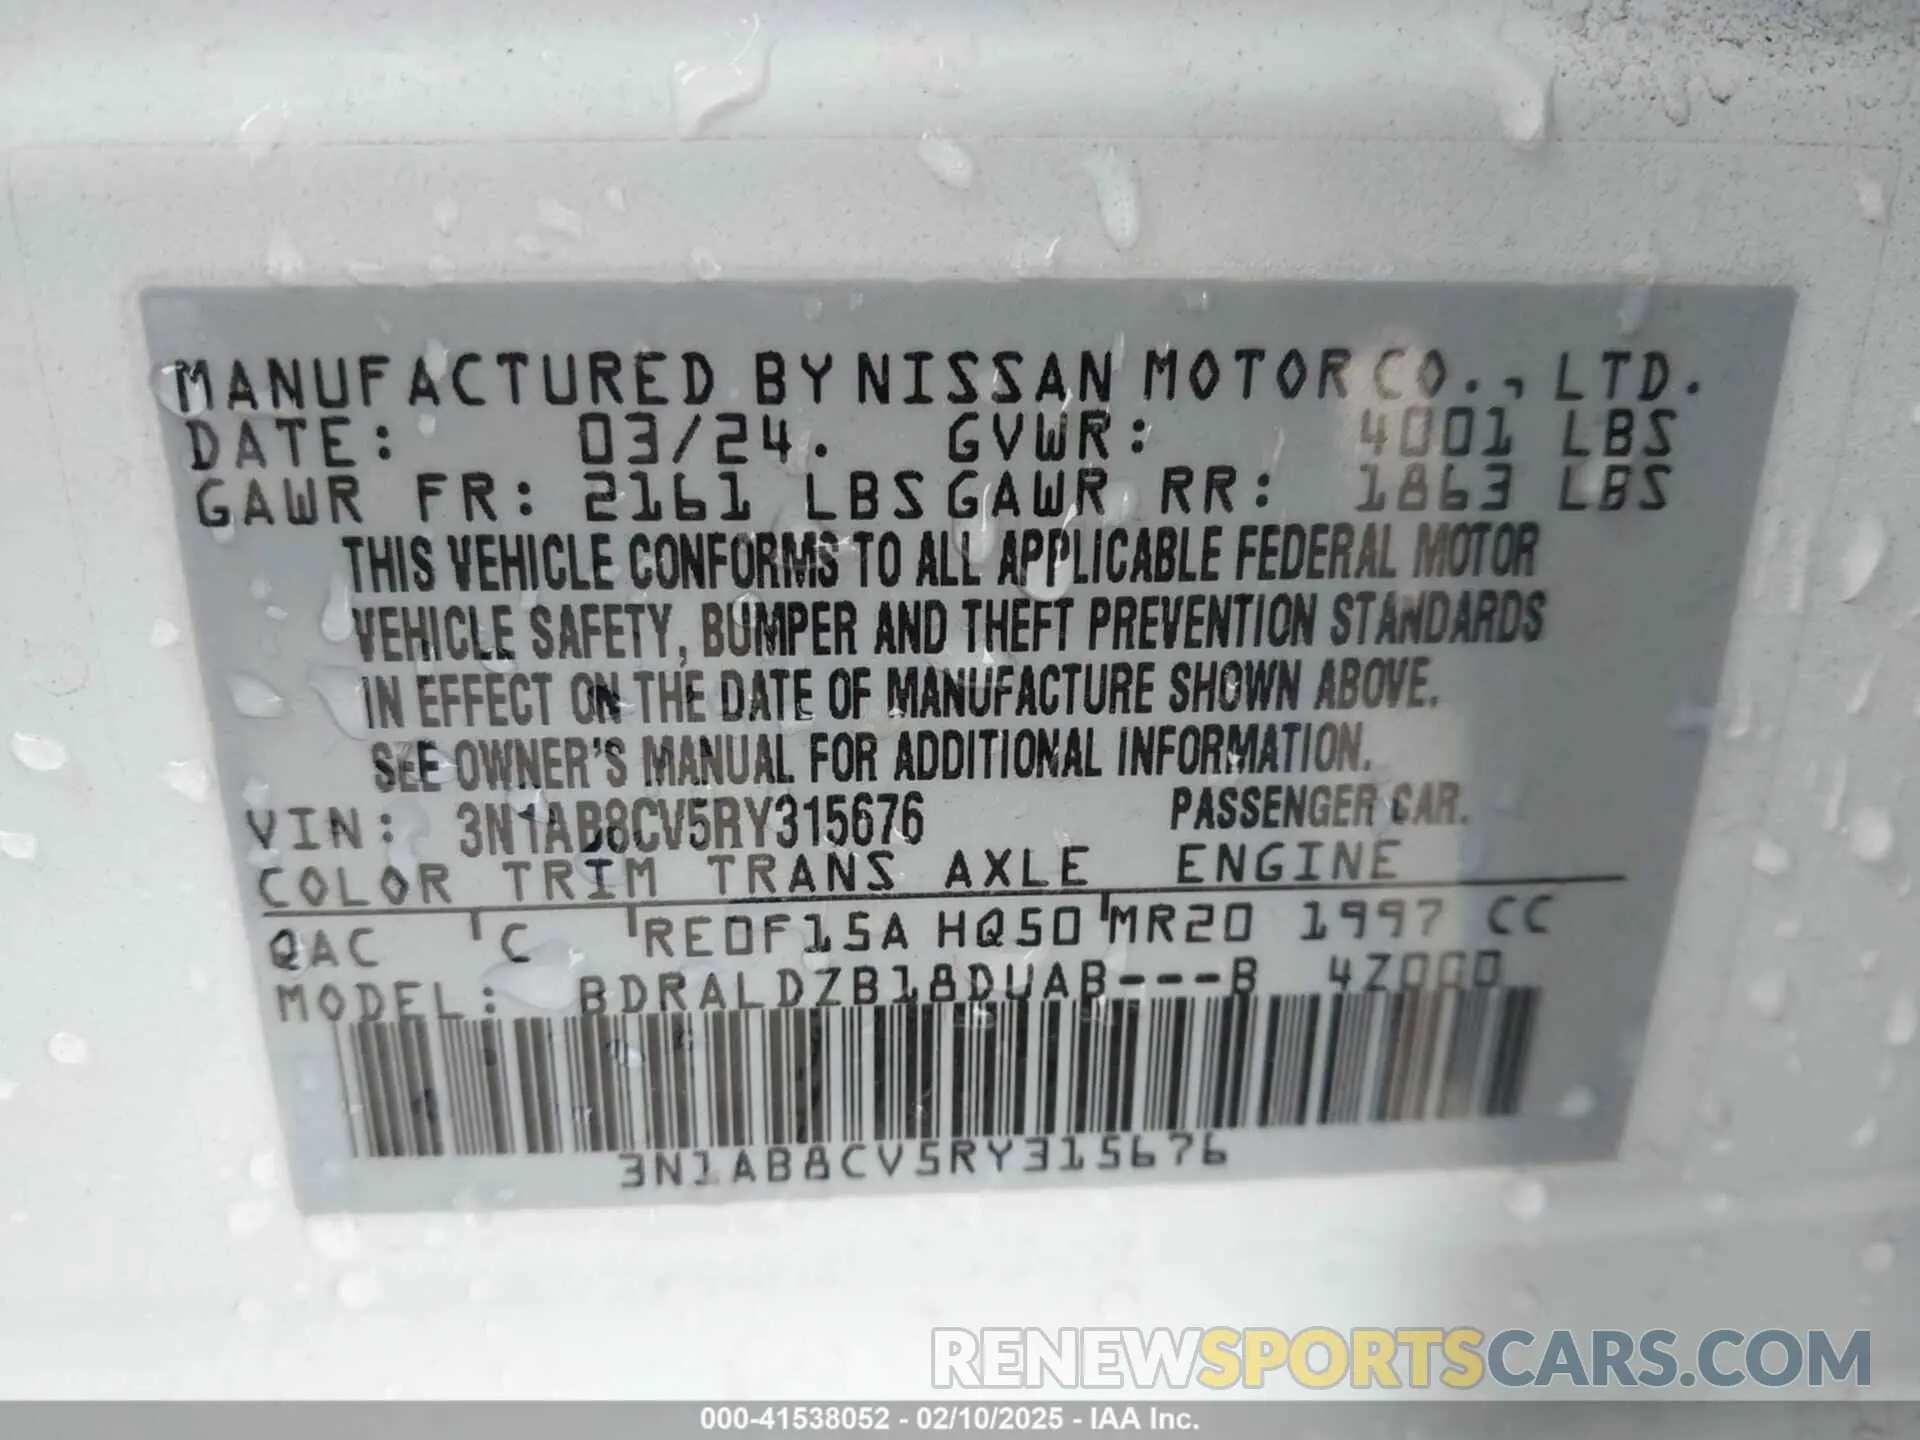 MANUFACTURED BY NISSAN MOTOR CO., LTD.
DATE: 03/24. GVWR: 4001 LBS
GAWR FR: 2161 LBS GAWR RR: 1863 LBS
THIS VEHICLE CONFORMS TO ALL APPLICABLE FEDERAL MOTOR
VEHICLE SAFETY, BUMPER AND THEFT PREVENTION STANDARDS
IN EFFECT ON THE DATE OF MANUFACTURE SHOWN ABOVE.
SEE OWNER'S MANUAL FOR ADDITIONAL INFORMATION.
VIN: 3N1AB8CV5RY315676 PASSENGER CAR.
COLOR TRIM TRANS AXLE ENGINE
QAC C RE0F15A HQ50 MR20 1997 CC
MODEL: BDRALDZB18DUAB---B 4Z000
3N1AB8CV5RY315676
RENEWSPORTSCARS.COM
000-41538052 - 02/10/2025 - IAA Inc.